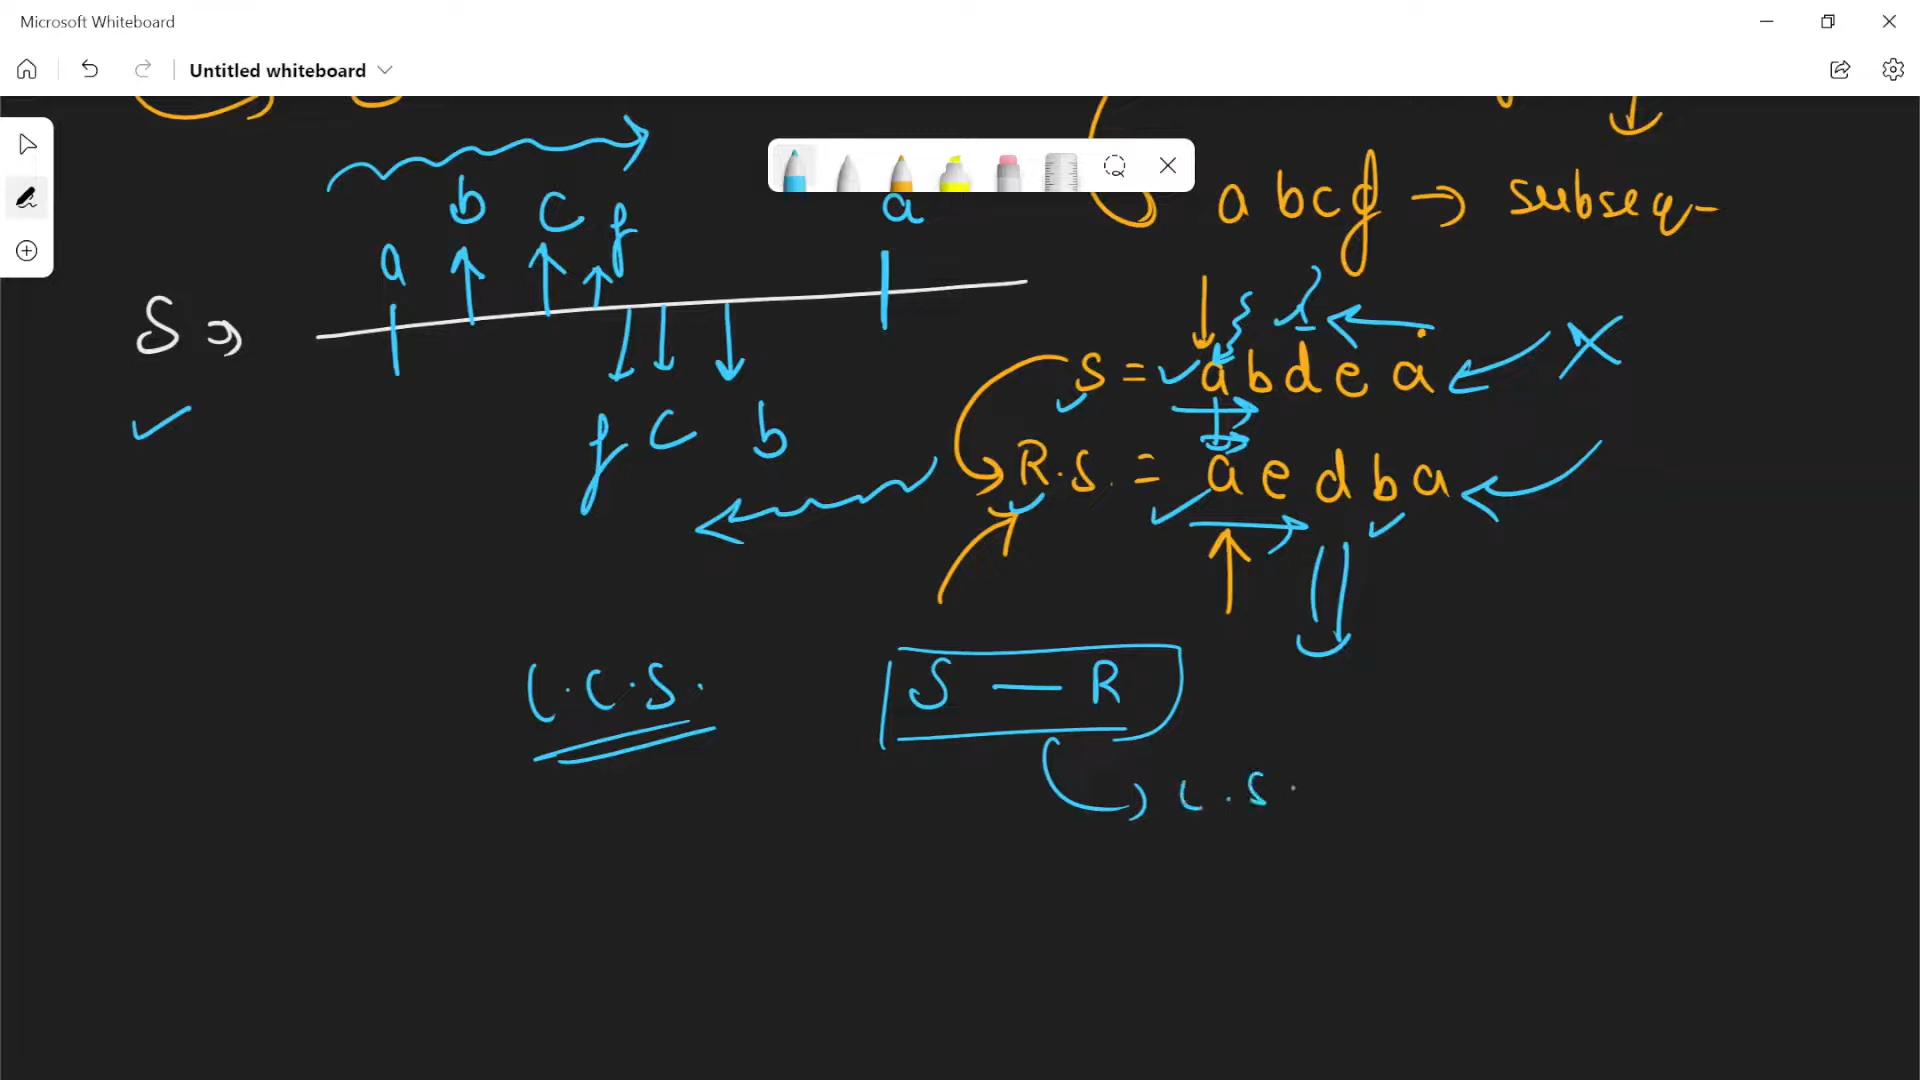 Microsoft Whiteboard
Untitled whiteboard
a b c f a
a b c f → subseq-
S ⇒
f c b
S = a b d e a
R.S. = a e d b a
L.C.S.
S — R
L.S.